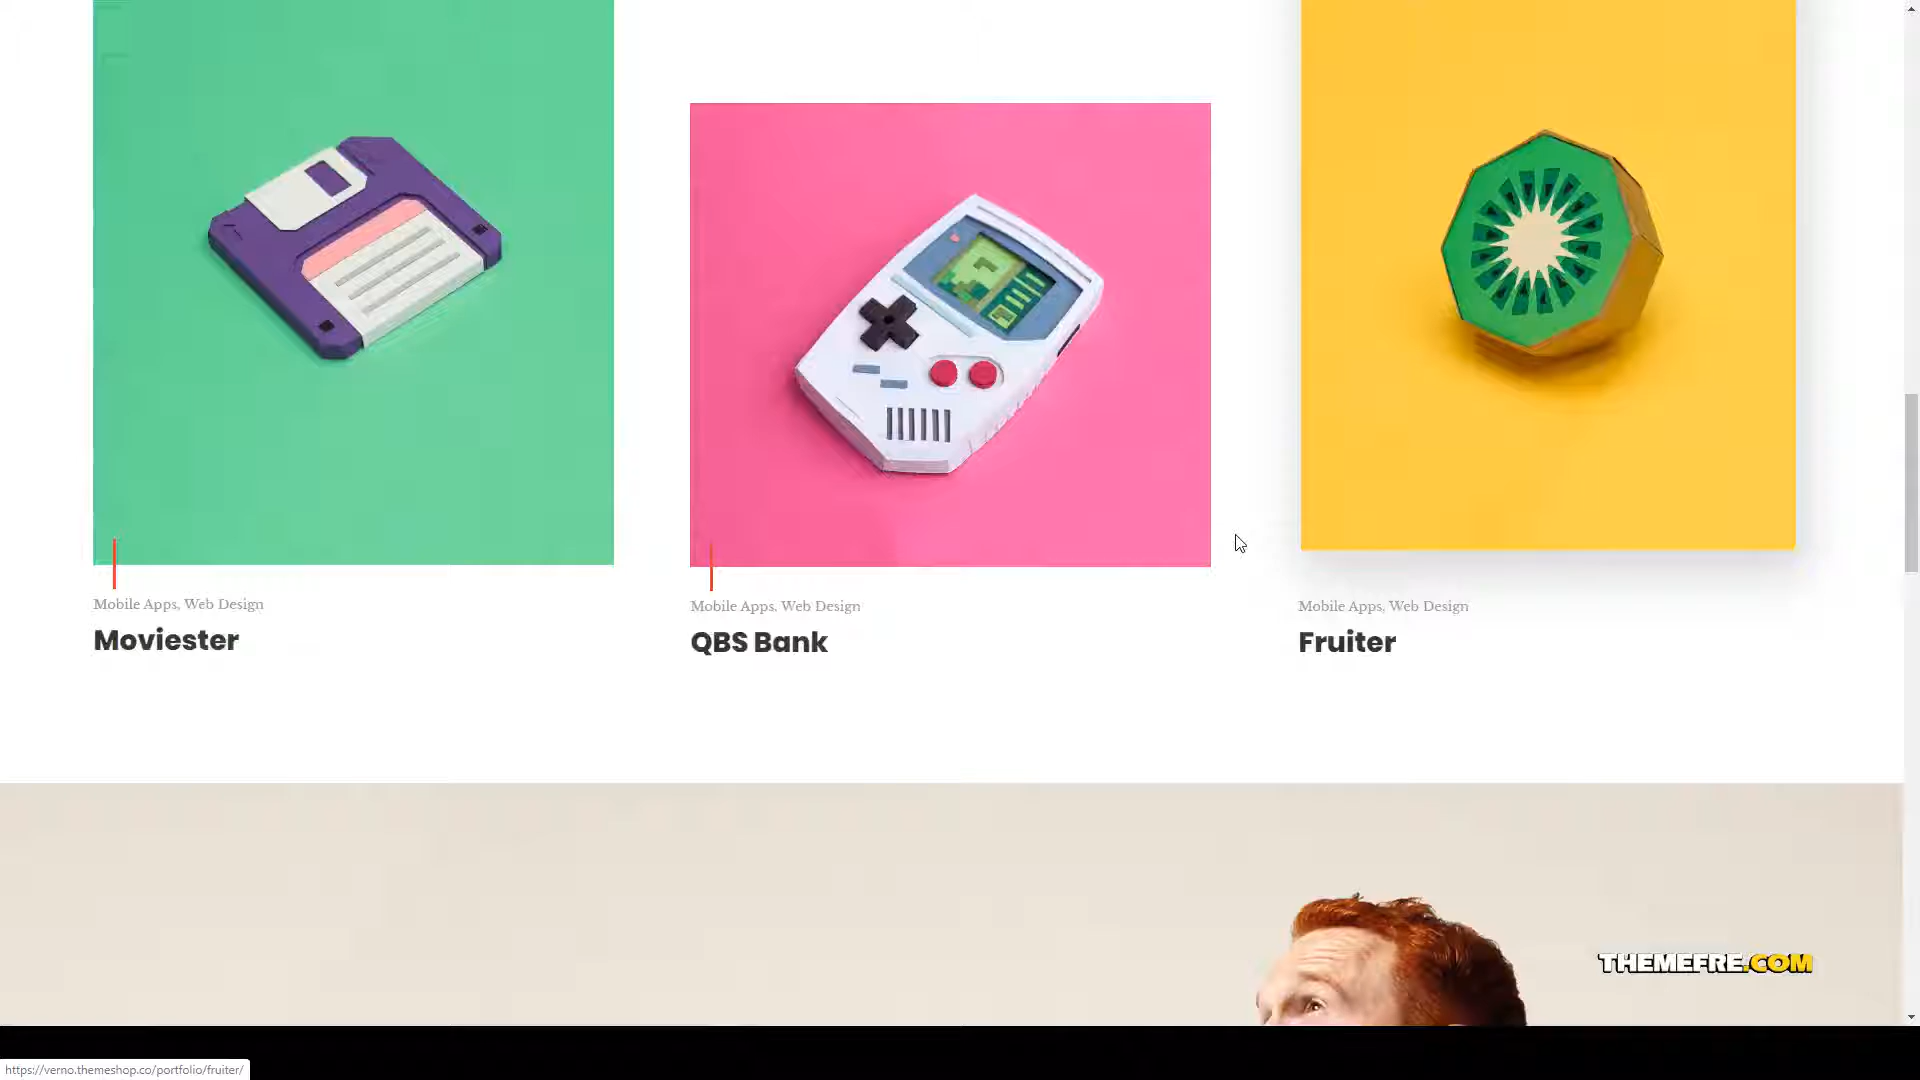 Mobile Apps, Web Design
Moviester
Mobile Apps, Web Design
QBS Bank
Mobile Apps, Web Design
Fruiter
THEMEFRE.COM
https://verno.themeshop.co/portfolio/fruiter/